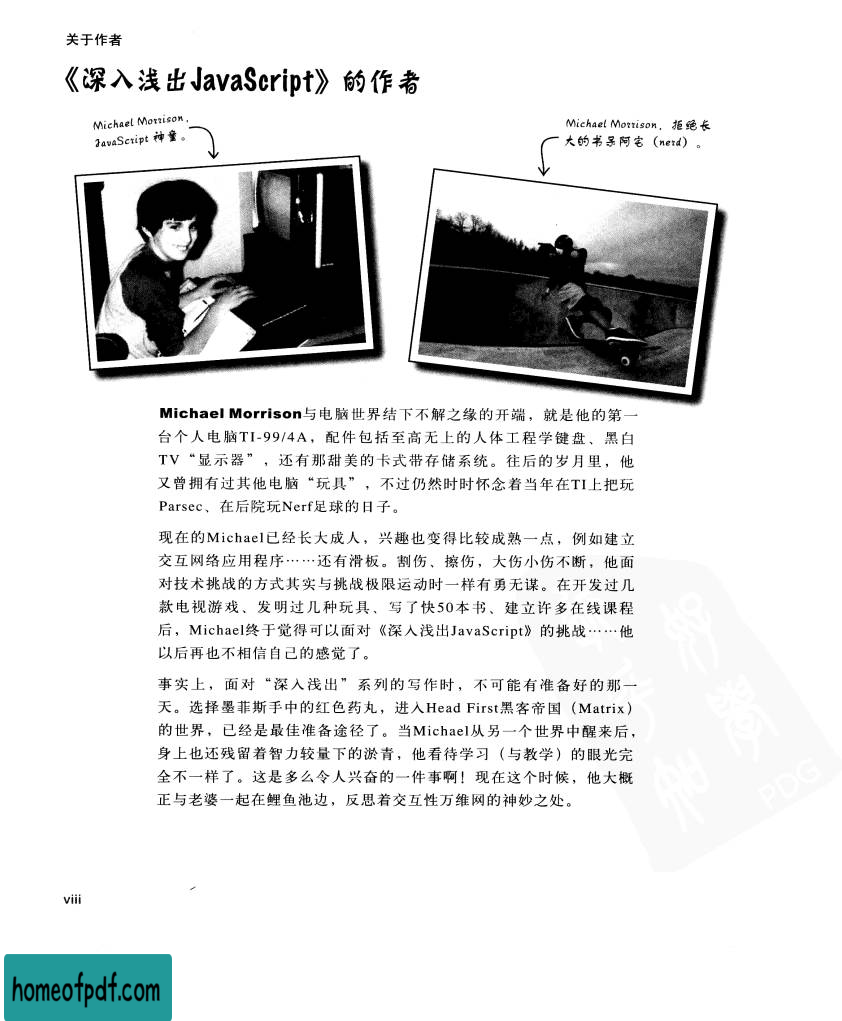 关于作者
《深入浅出JavaScript》的作者
Michael Morrison,
JavaScript 神童。
Michael Morrison, 拒绝长
大的书呆阿宅（nerd）。
Michael Morrison与电脑世界结下不解之缘的开端，就是他的第一
台个人电脑TI-99/4A，配件包括至高无上的人体工程学键盘、黑白
TV“显示器”，还有那甜美的卡式带存储系统。往后的岁月里，他
又曾拥有过其他电脑“玩具”，不过仍然时时怀念着当年在TI上把玩
Parsec、在后院玩Nerf足球的日子。
现在的Michael已经长大成人，兴趣也变得比较成熟一点，例如建立
交互网络应用程序……还有滑板。割伤、擦伤，大伤小伤不断，他面
对技术挑战的方式其实与挑战极限运动时一样有勇无谋。在开发过几
款电视游戏、发明过几种玩具、写了快50本书、建立许多在线课程
后，Michael终于觉得可以面对《深入浅出JavaScript》的挑战……他
以后再也不相信自己的感觉了。
事实上，面对“深入浅出”系列的写作时，不可能有准备好的那一
天。选择墨菲斯手中的红色药丸，进入Head First黑客帝国（Matrix）
的世界，已经是最佳准备途径了。当Michael从另一个世界中醒来后，
身上也还残留着智力较量下的淤青，他看待学习（与教学）的眼光完
全不一样了。这是多么令人兴奋的一件事啊！现在这个时候，他大概
正与老婆一起在鲤鱼池边，反思着交互性万维网的神妙之处。
PDG
viii
homeofpdf.com